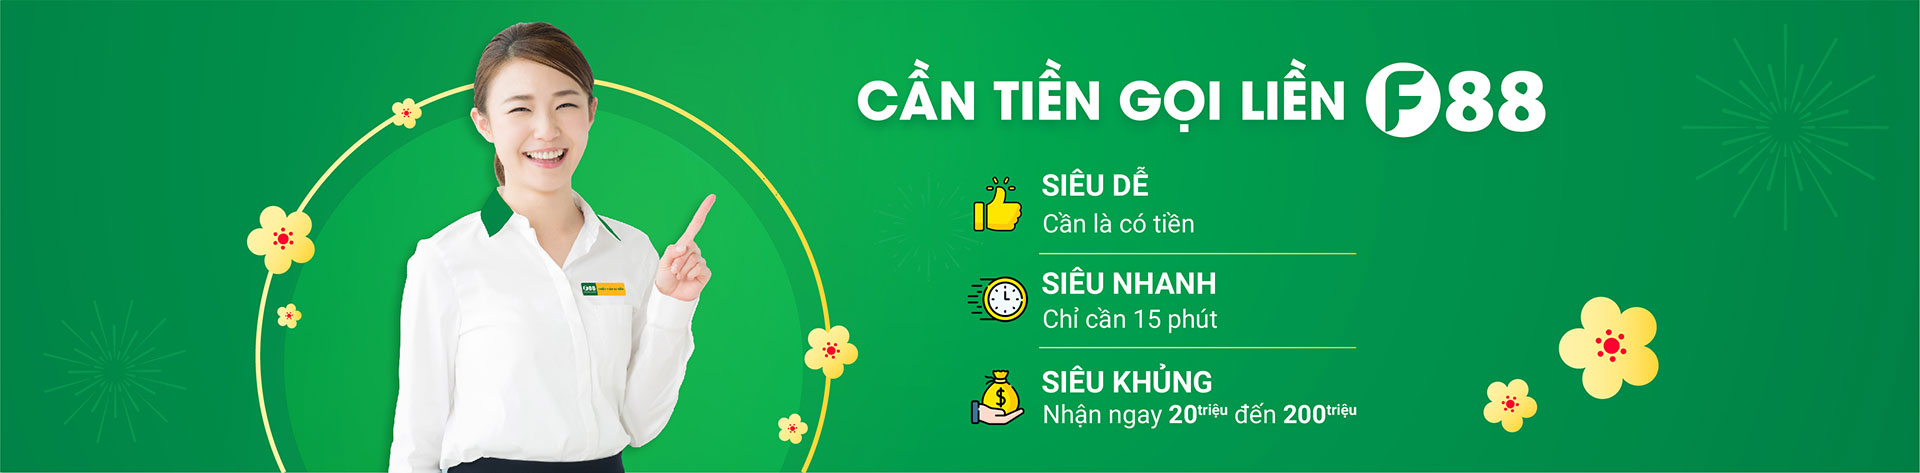 CẦN TIỀN GỌI LIỀN F88
SIÊU DỄ
Cần là có tiền
SIÊU NHANH
Chỉ cần 15 phút
SIÊU KHỦNG
Nhận ngay 20triệu đến 200triệu
F88